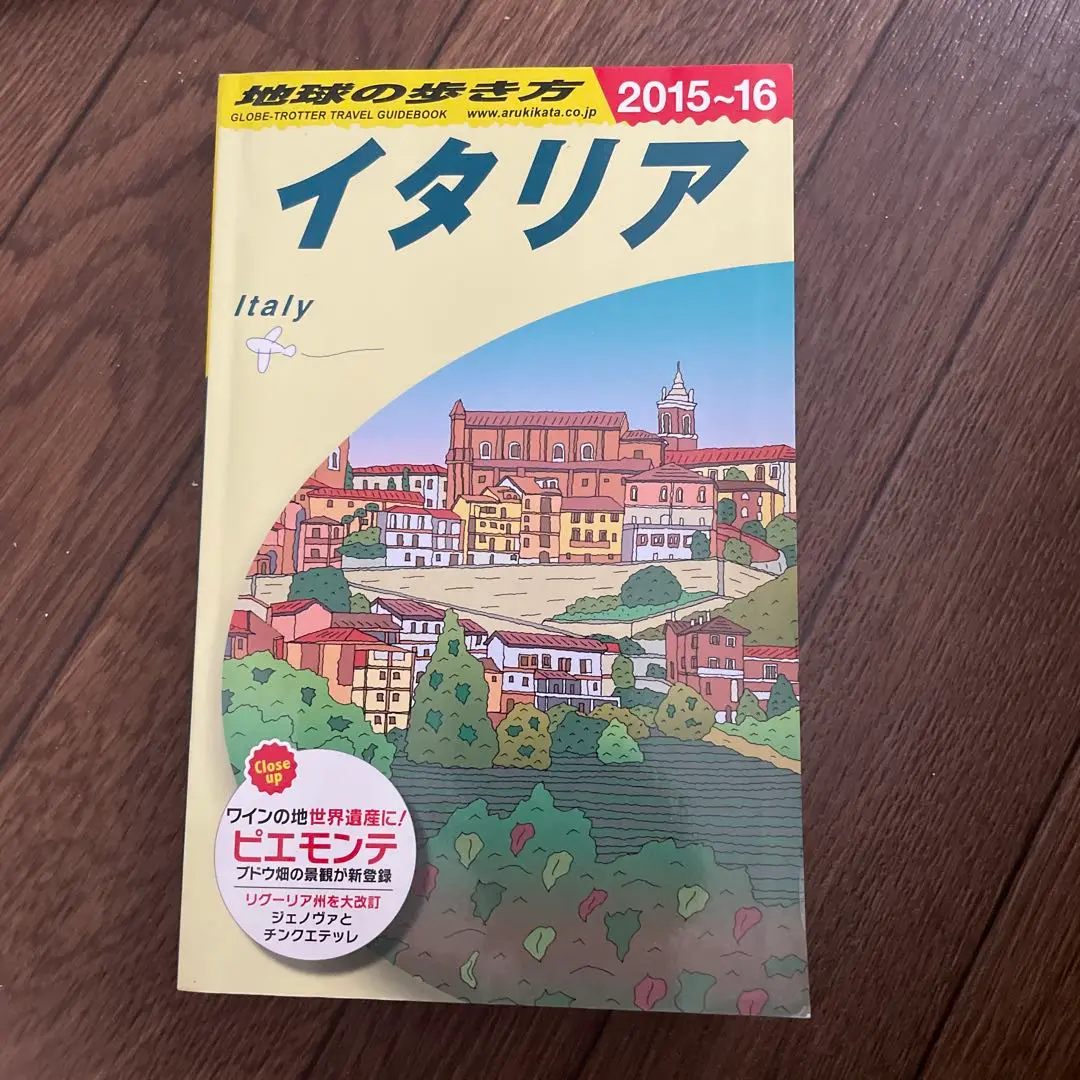 地球の歩き方
2015~16
GLOBE-TROTTER TRAVEL GUIDEBOOK www.arukikata.co.jp
イタリア
Italy
Close up
ワインの地世界遺産に!
ピエモンテ
ブドウ畑の景観が新登録
リグーリア州を大改訂
ジェノヴァと
チンクエテッレ